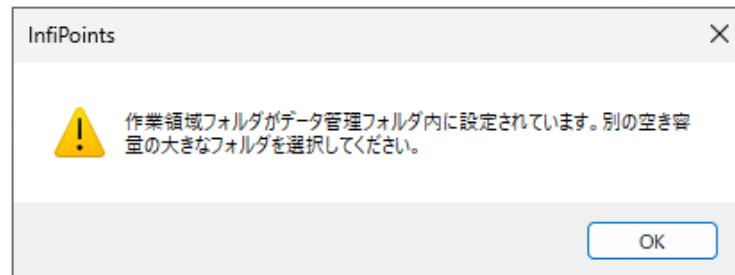 InfiPoints
作業領域フォルダがデータ管理フォルダ内に設定されています。別の空き容
量の大きなフォルダを選択してください。
OK